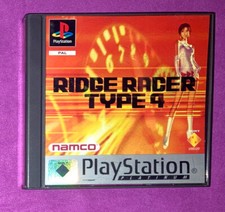 PlayStation
PAL
RIDGE RACER
TYPE 4
namco
PlayStation
PLATINUM